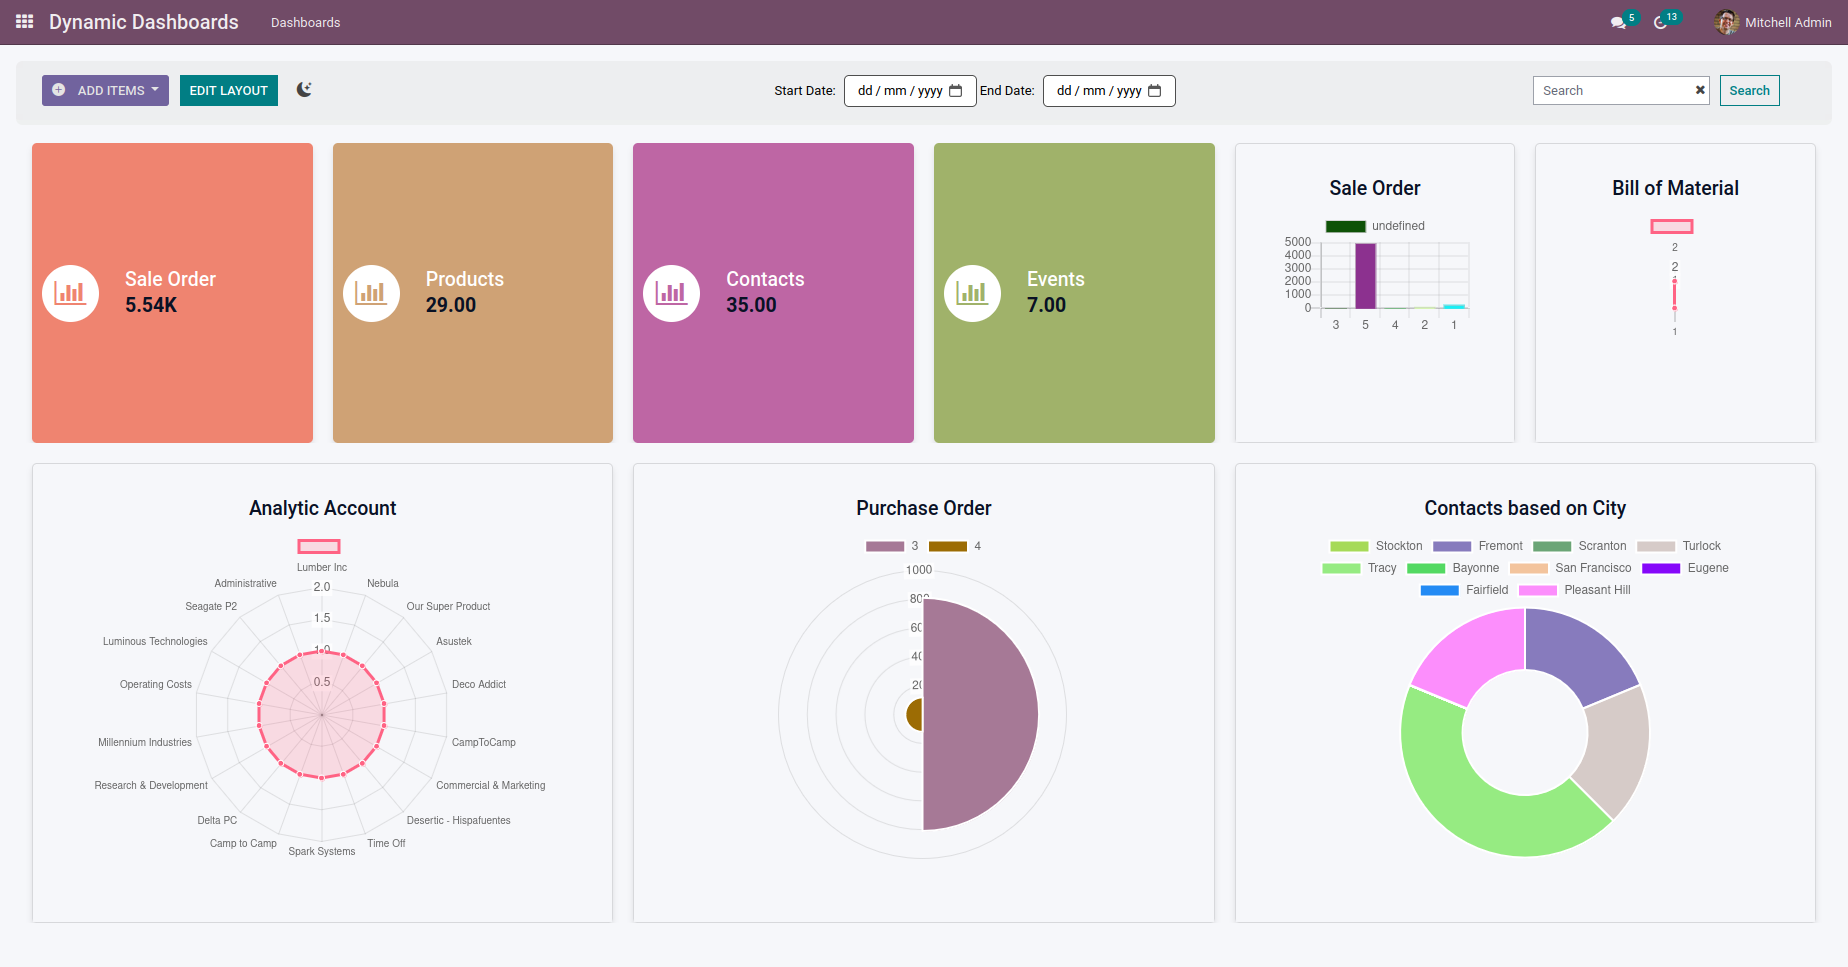 Dynamic Dashboards Dashboards 5 13 Mitchell Admin
ADD ITEMS EDIT LAYOUT Start Date: dd / mm / yyyy End Date: dd / mm / yyyy Search Search
Sale Order
5.54K
Products
29.00
Contacts
35.00
Events
7.00
Sale Order
undefined
5000
4000
3000
2000
1000
0
3 5 4 2 1
Bill of Material
2
2
1
1
Analytic Account
Lumber Inc
Administrative 2.0 Nebula
Seagate P2 Our Super Product
1.5
Luminous Technologies Asustek
1.0
Operating Costs 0.5 Deco Addict
Millennium Industries CampToCamp
Research & Development Commercial & Marketing
Delta PC Desertic - Hispafuentes
Camp to Camp Time Off
Spark Systems
Purchase Order
3 4
1000
80
60
40
20
Contacts based on City
Stockton Fremont Scranton Turlock
Tracy Bayonne San Francisco Eugene
Fairfield Pleasant Hill